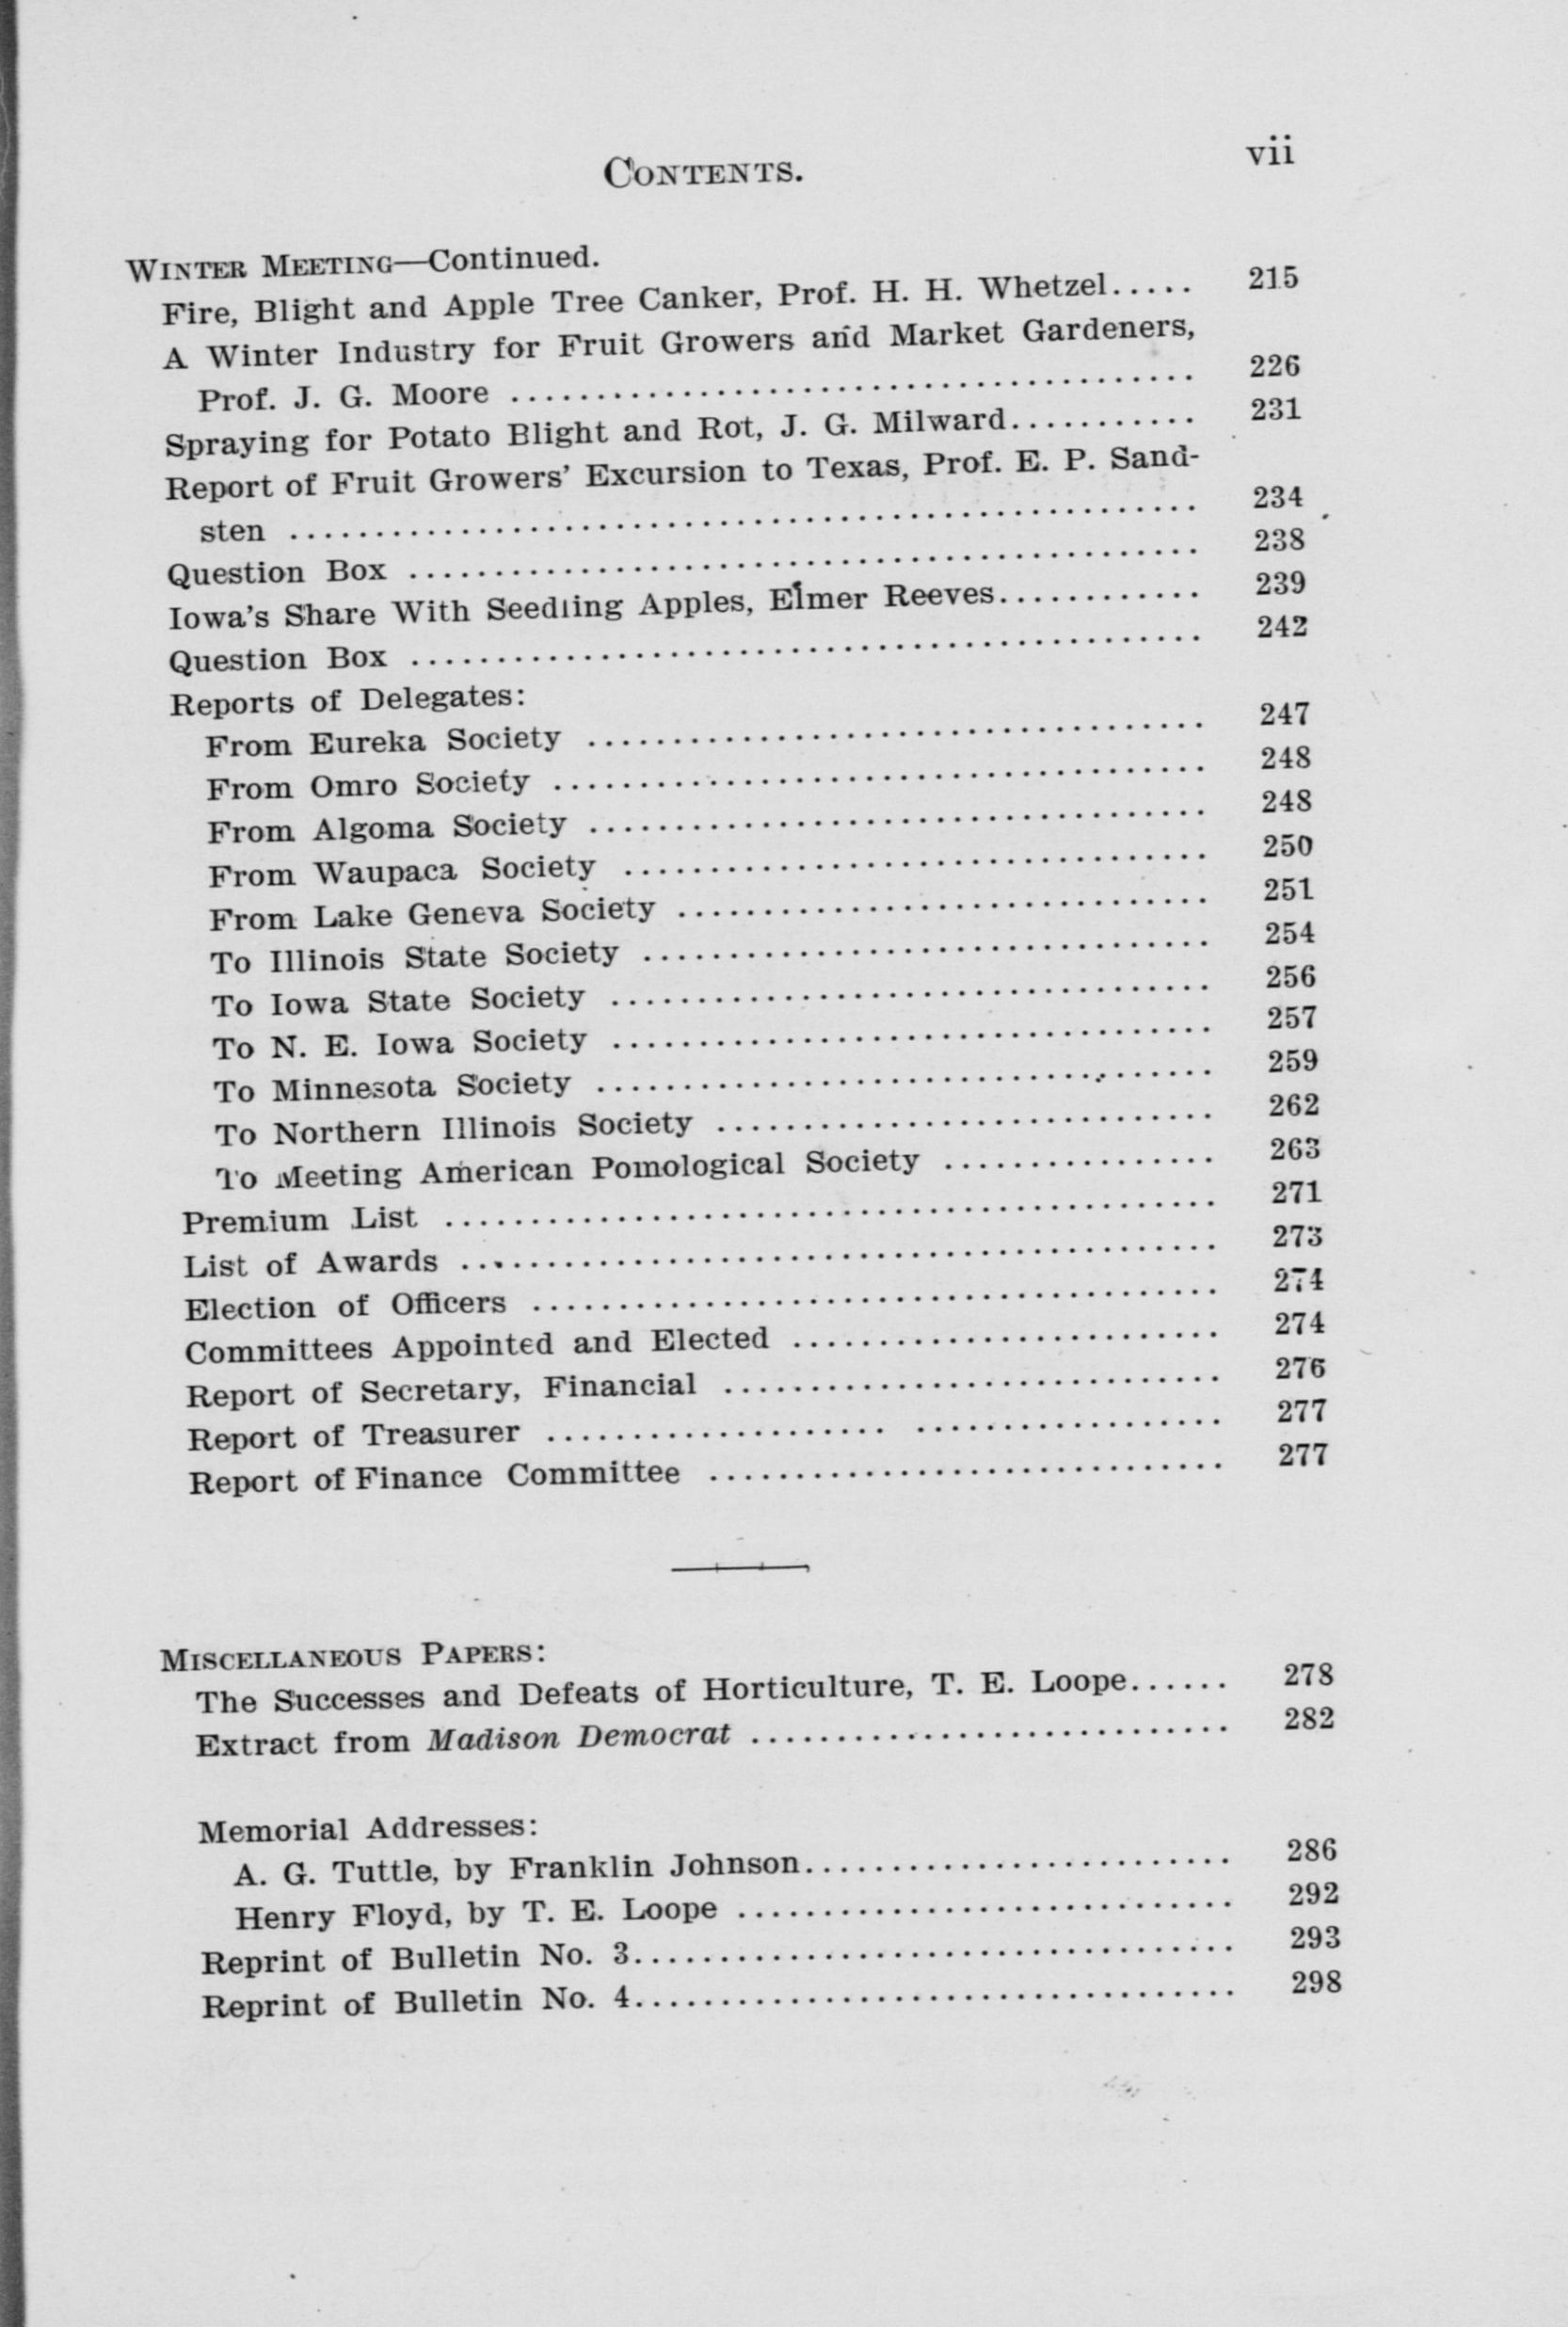 CONTENTS. vii
WINTER MEETING—Continued.
Fire, Blight and Apple Tree Canker, Prof. H. H. Whetzel..... 215
A Winter Industry for Fruit Growers and Market Gardeners,
Prof. J. G. Moore ........................................ 226
Spraying for Potato Blight and Rot, J. G. Milward........... 231
Report of Fruit Growers' Excursion to Texas, Prof. E. P. Sand-
sten ...................................................... 234
Question Box .............................................. 238
Iowa's Share With Seedling Apples, Elmer Reeves............ 239
Question Box .............................................. 242
Reports of Delegates:
From Eureka Society ..................................... 247
From Omro Society ....................................... 248
From Algoma Society ..................................... 248
From Waupaca Society ................................... 250
From Lake Geneva Society ................................ 251
To Illinois State Society .................................. 254
To Iowa State Society .................................... 256
To N. E. Iowa Society .................................... 257
To Minnesota Society ..................................... 259
To Northern Illinois Society .............................. 262
To Meeting American Pomological Society ................ 263
Premium List .............................................. 271
List of Awards ............................................. 273
Election of Officers ......................................... 274
Committees Appointed and Elected ......................... 274
Report of Secretary, Financial .............................. 276
Report of Treasurer .................... .................. 277
Report of Finance Committee ............................... 277
MISCELLANEOUS PAPERS:
The Successes and Defeats of Horticulture, T. E. Loope...... 278
Extract from Madison Democrat ............................. 282
Memorial Addresses:
A. G. Tuttle, by Franklin Johnson......................... 286
Henry Floyd, by T. E. Loope .............................. 292
Reprint of Bulletin No. 3.................................... 293
Reprint of Bulletin No. 4.................................... 298